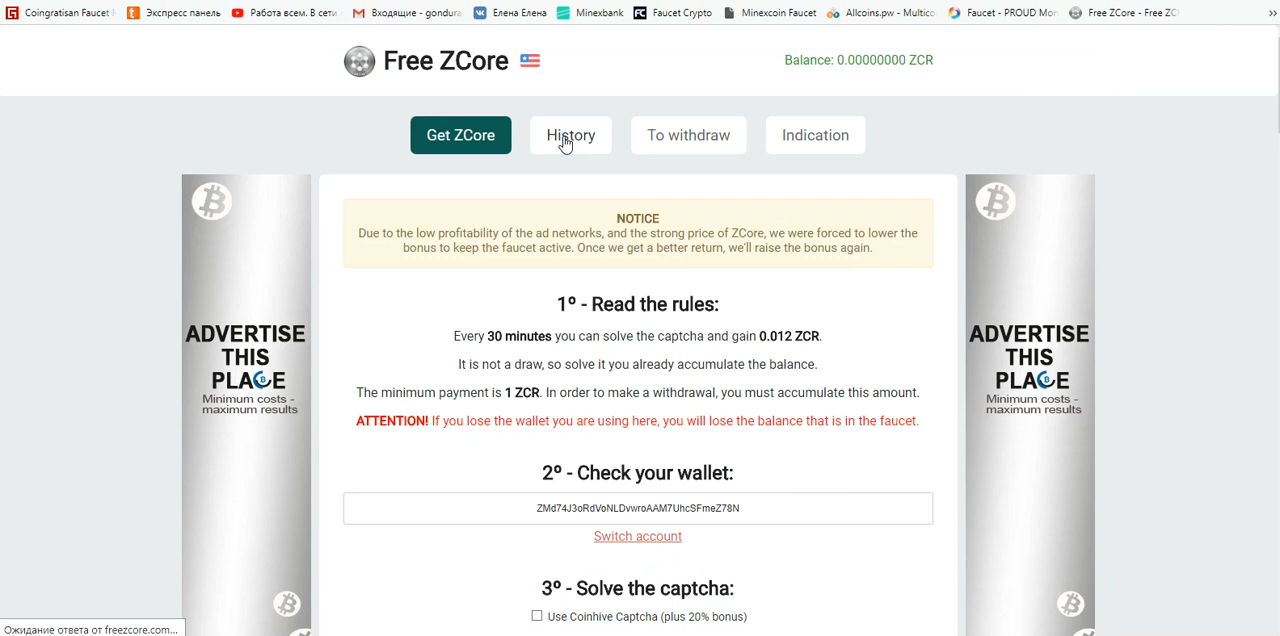 Coingratisan Faucet Экспресс панель Работа всем. В сети Входящие - gondura Елена Елена Minexbank Faucet Crypto Minexcoin Faucet Allcoins.pw - Multico Faucet - PROUD Mon Free ZCore - Free ZC »
Free ZCore
Balance: 0.00000000 ZCR
Get ZCore History To withdraw Indication
NOTICE
Due to the low profitability of the ad networks, and the strong price of ZCore, we were forced to lower the
bonus to keep the faucet active. Once we get a better return, we'll raise the bonus again.
1º - Read the rules:
Every 30 minutes you can solve the captcha and gain 0.012 ZCR.
It is not a draw, so solve it you already accumulate the balance.
The minimum payment is 1 ZCR. In order to make a withdrawal, you must accumulate this amount.
ATTENTION! If you lose the wallet you are using here, you will lose the balance that is in the faucet.
2º - Check your wallet:
ZMd74J3oRdVoNLDvwroAAM7UhcSFmeZ78N
Switch account
3º - Solve the captcha:
Use Coinhive Captcha (plus 20% bonus)
ADVERTISE
THIS
PLACE
Minimum costs -
maximum results
ADVERTISE
THIS
PLACE
Minimum costs -
maximum results
Ожидание ответа от freezcore.com...